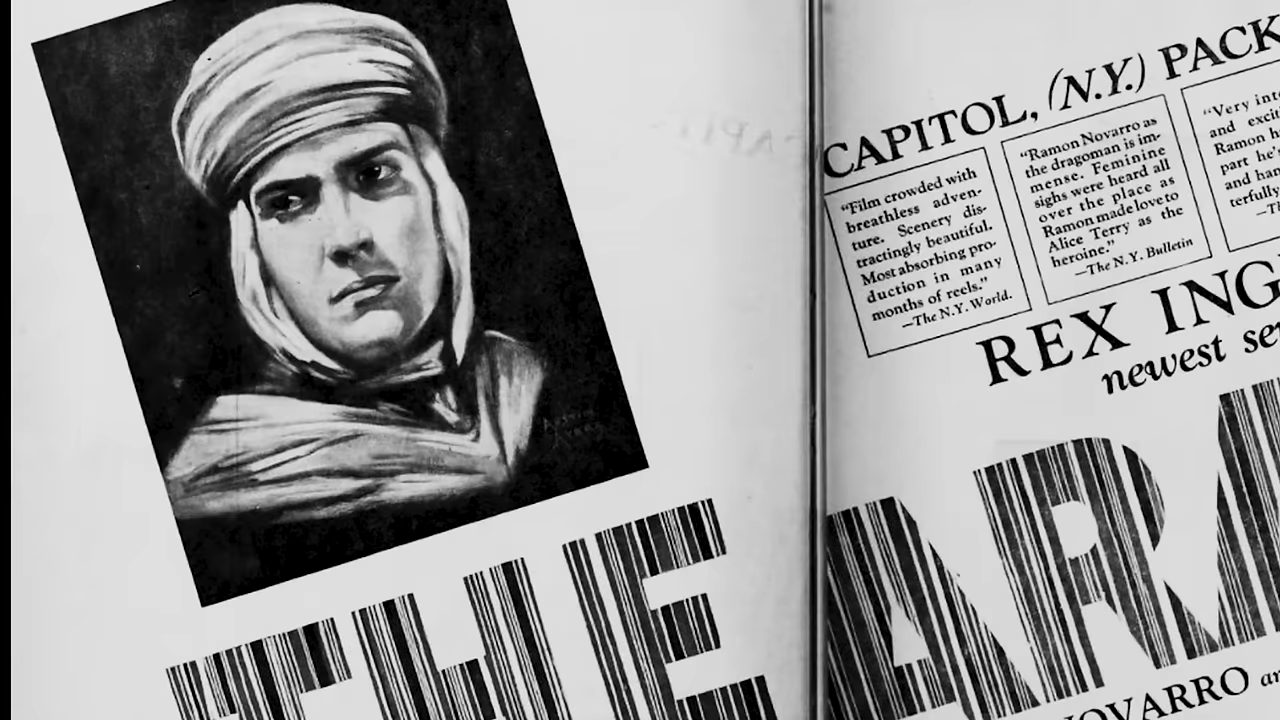 CAPITOL, (N.Y.) PACK
"Film crowded with
breathless adven-
ture. Scenery dis-
tractingly beautiful.
Most absorbing pro-
duction in many
months of reels."
—The N.Y. World.
"Ramon Novarro as
the dragoman is im-
mense. Feminine
sighs were heard all
over the place as
Ramon made love to
Alice Terry as the
heroine."
—The N.Y. Bulletin
"Very int
and excit
Ramon h
part he's
and han
terfully
—T
REX ING
newest se
THE ARA
NOVARRO an